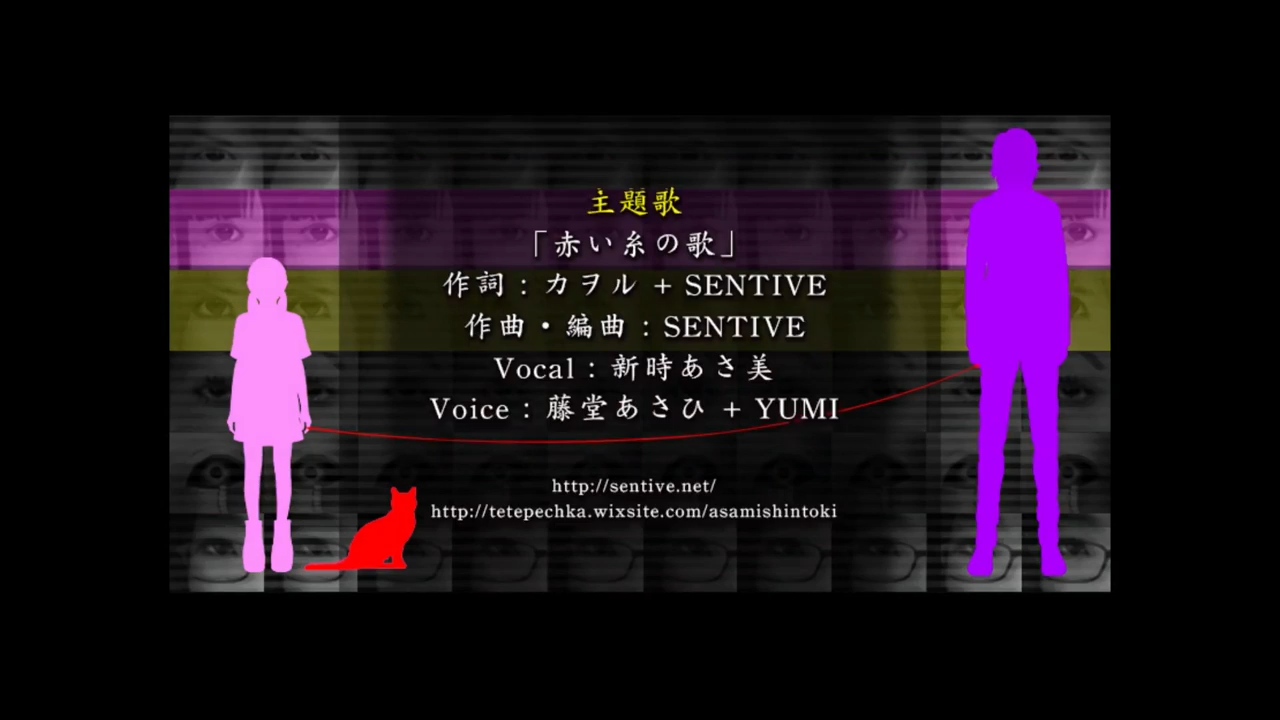 主題歌
「赤い糸の歌」
作詞：カヲル + SENTIVE
作曲・編曲：SENTIVE
Vocal：新時あさ美
Voice：藤堂あさひ + YUMI
http://sentive.net/
http://tetepechka.wixsite.com/asamishintoki